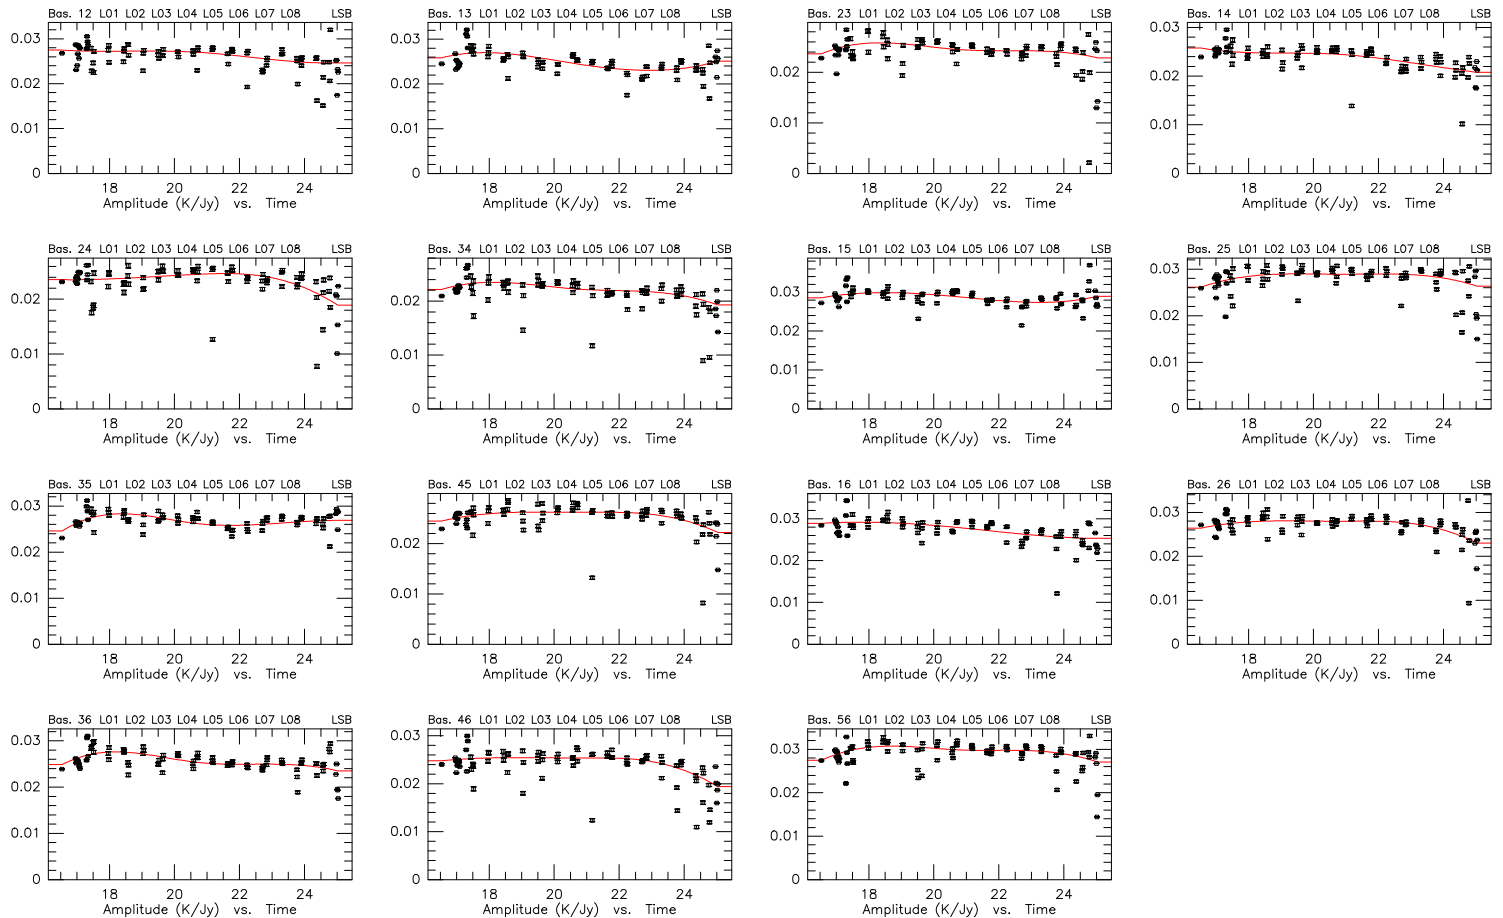 Bas. 12 L01 L02 L03 L04 L05 L06 L07 L08 LSB
0.03
0.02
0.01
0
18 20 22 24
Amplitude (K/Jy) vs. Time
Bas. 13 L01 L02 L03 L04 L05 L06 L07 L08 LSB
0.03
0.02
0.01
0
18 20 22 24
Amplitude (K/Jy) vs. Time
Bas. 23 L01 L02 L03 L04 L05 L06 L07 L08 LSB
0.02
0.01
0
18 20 22 24
Amplitude (K/Jy) vs. Time
Bas. 14 L01 L02 L03 L04 L05 L06 L07 L08 LSB
0.03
0.02
0.01
0
18 20 22 24
Amplitude (K/Jy) vs. Time
Bas. 24 L01 L02 L03 L04 L05 L06 L07 L08 LSB
0.02
0.01
0
18 20 22 24
Amplitude (K/Jy) vs. Time
Bas. 34 L01 L02 L03 L04 L05 L06 L07 L08 LSB
0.02
0.01
0
18 20 22 24
Amplitude (K/Jy) vs. Time
Bas. 15 L01 L02 L03 L04 L05 L06 L07 L08 LSB
0.03
0.02
0.01
0
18 20 22 24
Amplitude (K/Jy) vs. Time
Bas. 25 L01 L02 L03 L04 L05 L06 L07 L08 LSB
0.03
0.02
0.01
0
18 20 22 24
Amplitude (K/Jy) vs. Time
Bas. 35 L01 L02 L03 L04 L05 L06 L07 L08 LSB
0.03
0.02
0.01
0
18 20 22 24
Amplitude (K/Jy) vs. Time
Bas. 45 L01 L02 L03 L04 L05 L06 L07 L08 LSB
0.02
0.01
0
18 20 22 24
Amplitude (K/Jy) vs. Time
Bas. 16 L01 L02 L03 L04 L05 L06 L07 L08 LSB
0.03
0.02
0.01
0
18 20 22 24
Amplitude (K/Jy) vs. Time
Bas. 26 L01 L02 L03 L04 L05 L06 L07 L08 LSB
0.03
0.02
0.01
0
18 20 22 24
Amplitude (K/Jy) vs. Time
Bas. 36 L01 L02 L03 L04 L05 L06 L07 L08 LSB
0.03
0.02
0.01
0
18 20 22 24
Amplitude (K/Jy) vs. Time
Bas. 46 L01 L02 L03 L04 L05 L06 L07 L08 LSB
0.03
0.02
0.01
0
18 20 22 24
Amplitude (K/Jy) vs. Time
Bas. 56 L01 L02 L03 L04 L05 L06 L07 L08 LSB
0.03
0.02
0.01
0
18 20 22 24
Amplitude (K/Jy) vs. Time